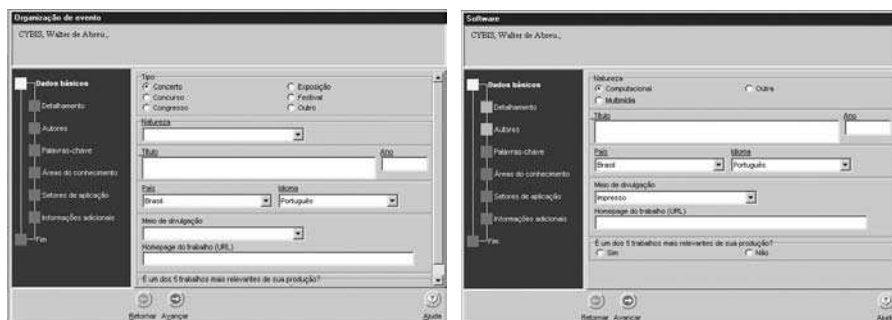 Organização de evento
CYBIS, Walter de Abreu,
Dados básicos
Detalhamento
Autores
Palavras-chave
Áreas do conhecimento
Setores de aplicação
Informações adicionais
Fim
Tipo
Concerto
Exposição
Concurso
Festival
Congresso
Outro
Natureza
Título
Ano
País
Idioma
Brasil
Português
Meio de divulgação
Homepage do trabalho (URL)
É um dos 5 trabalhos mais relevantes de sua produção?
Retornar
Avançar
Ajuda
Software
CYBIS, Walter de Abreu,
Dados básicos
Detalhamento
Autores
Palavras-chave
Áreas do conhecimento
Setores de aplicação
Informações adicionais
Fim
Natureza
Computacional
Outra
Multimídia
Título
Ano
País
Idioma
Brasil
Português
Meio de divulgação
Impresso
Homepage do trabalho (URL)
É um dos 5 trabalhos mais relevantes de sua produção?
Sim
Não
Retornar
Avançar
Ajuda